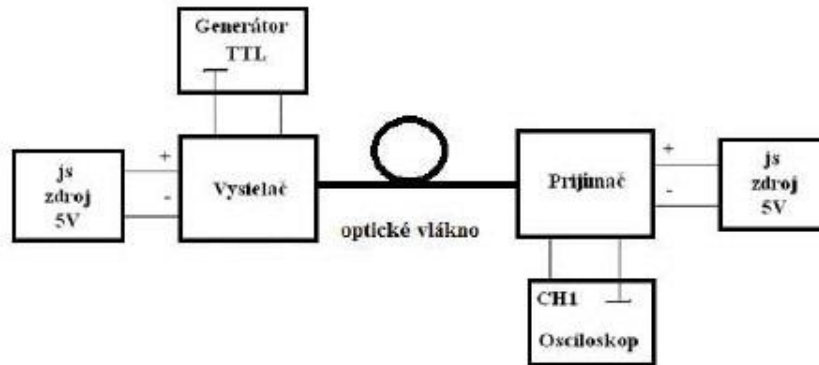 Generátor
TTL
js
zdroj
5V
+
-
Vysielač
optické vlákno
Prijímač
+
-
js
zdroj
5V
CH1
Osciloskop